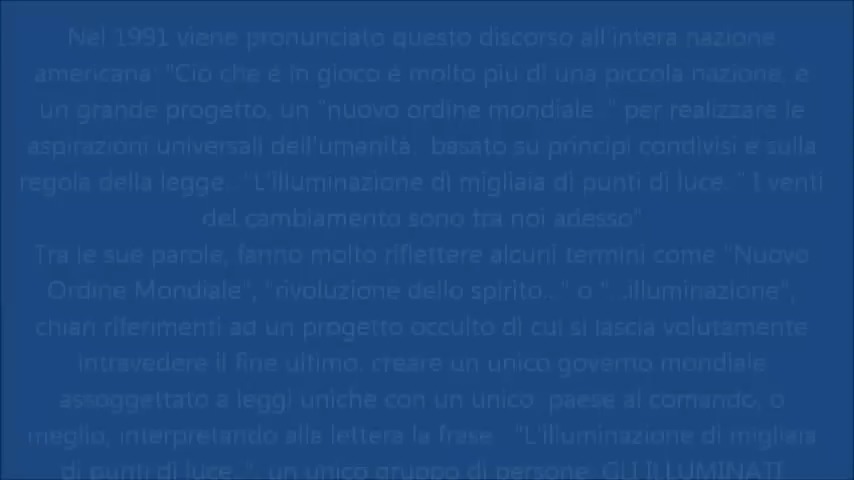 Nel 1991 viene pronunciato questo discorso all'intera nazione
americana: "Ciò che è in gioco è molto più di una piccola nazione, è
un grande progetto, un "nuovo ordine mondiale.." per realizzare le
aspirazioni universali dell'umanità.. basato su principi condivisi e sulla
regola della legge... "L'illuminazione di migliaia di punti di luce.." I venti
del cambiamento sono tra noi adesso"
Tra le sue parole, fanno molto riflettere alcuni termini come "Nuovo
Ordine Mondiale", "rivoluzione dello spirito..." o "...illuminazione",
chiari riferimenti ad un progetto occulto di cui si lascia volutamente
intravedere il fine ultimo: creare un unico governo mondiale
assoggettato a leggi uniche con un unico paese al comando, o
meglio, interpretando alla lettera la frase... "L'illuminazione di migliaia
di punti di luce..", un unico gruppo di persone: GLI ILLUMINATI